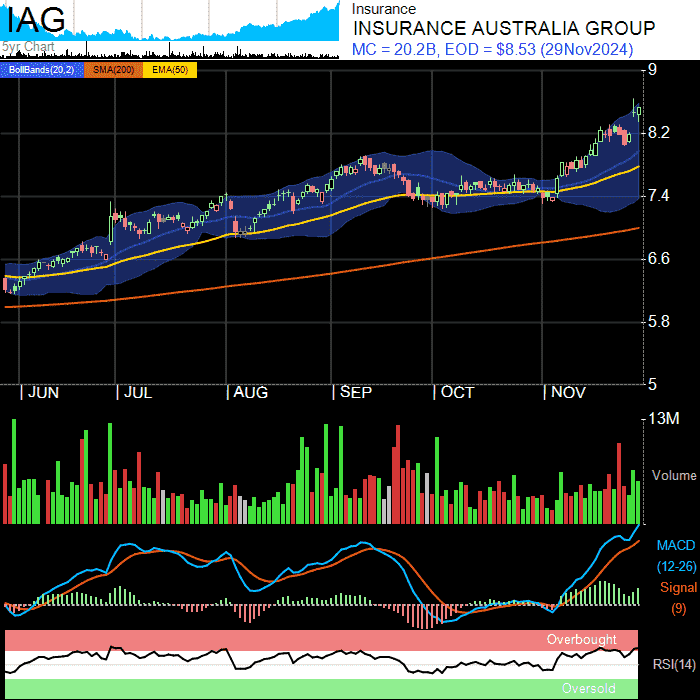 IAG
5yr Chart
Insurance
INSURANCE AUSTRALIA GROUP
MC = 20.2B, EOD = $8.53 (29Nov2024)
BollBands(20,2) SMA(200) EMA(50)
9
8.2
7.4
6.6
5.8
5
| JUN | JUL | AUG | SEP | OCT | NOV
13M
Volume
MACD
(12-26)
Signal
(9)
Overbought
RSI(14)
Oversold